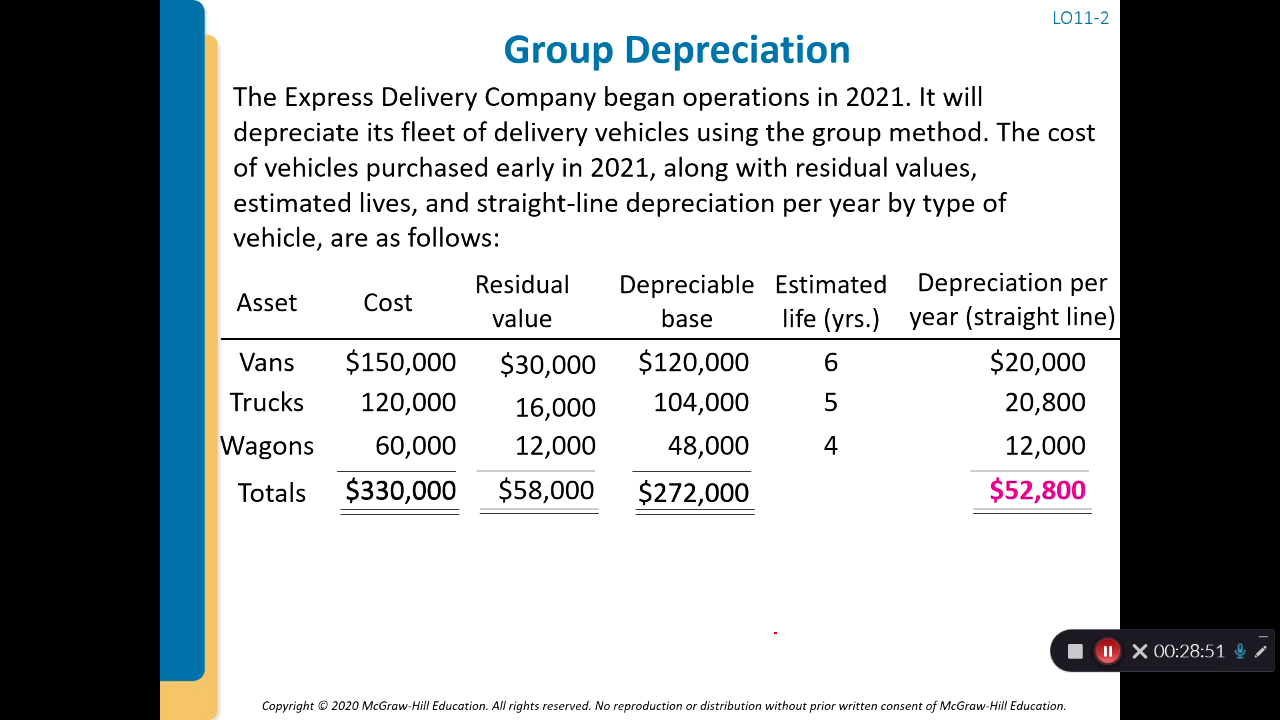 LO11-2
Group Depreciation
The Express Delivery Company began operations in 2021. It will
depreciate its fleet of delivery vehicles using the group method. The cost
of vehicles purchased early in 2021, along with residual values,
estimated lives, and straight-line depreciation per year by type of
vehicle, are as follows:
Asset Cost Residual value Depreciable base Estimated life (yrs.) Depreciation per year (straight line)
Vans $150,000 $30,000 $120,000 6 $20,000
Trucks 120,000 16,000 104,000 5 20,800
Wagons 60,000 12,000 48,000 4 12,000
Totals $330,000 $58,000 $272,000 $52,800
00:28:51
Copyright © 2020 McGraw-Hill Education. All rights reserved. No reproduction or distribution without prior written consent of McGraw-Hill Education.